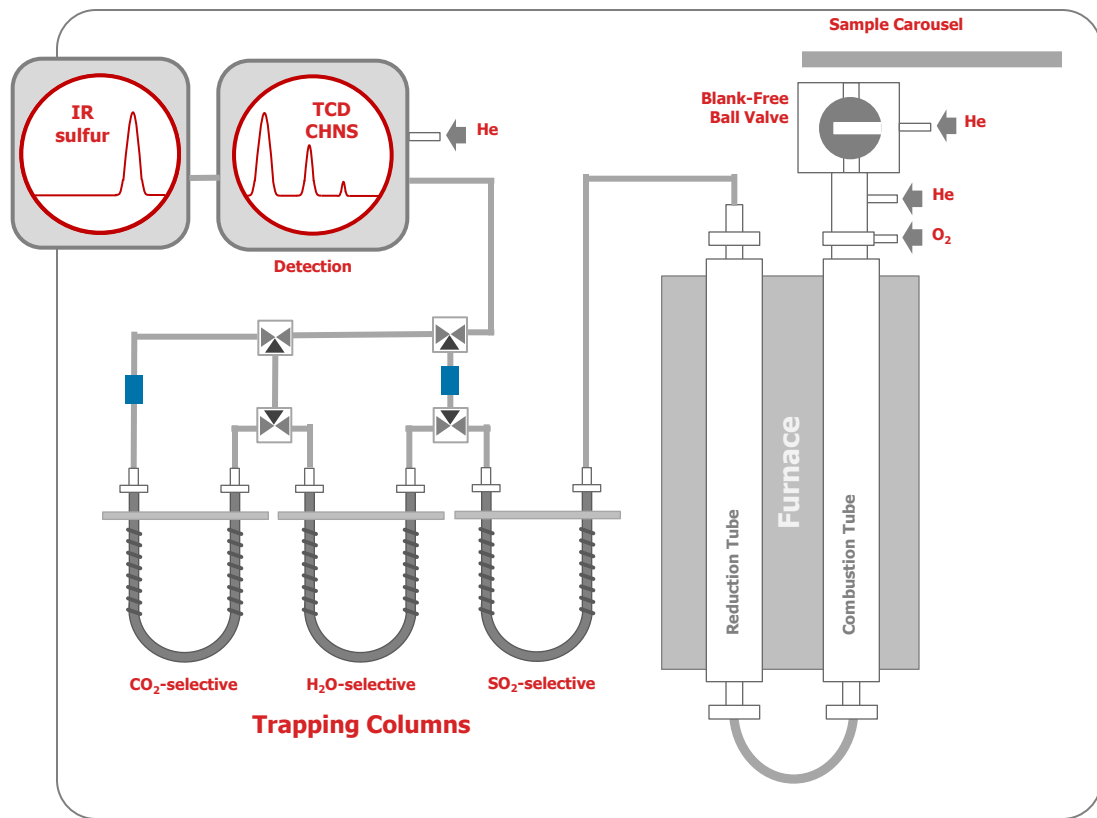 Sample Carousel
IR
sulfur
TCD
CHNS
He
Blank-Free
Ball Valve
He
He
O₂
Detection
Furnace
Reduction Tube
Combustion Tube
CO₂-selective
H₂O-selective
SO₂-selective
Trapping Columns